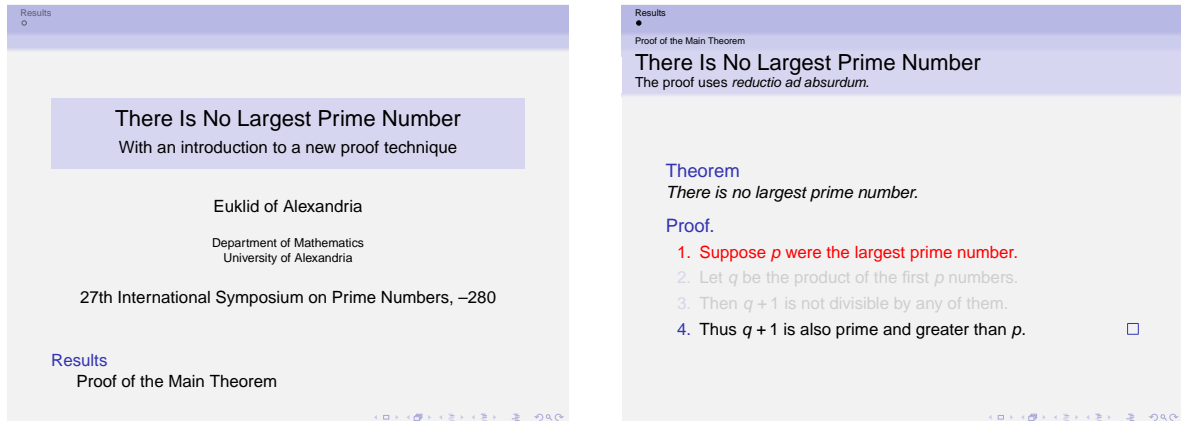 Results
There Is No Largest Prime Number
With an introduction to a new proof technique
Euklid of Alexandria
Department of Mathematics
University of Alexandria
27th International Symposium on Prime Numbers, –280
Results
Proof of the Main Theorem
Results
Proof of the Main Theorem
There Is No Largest Prime Number
The proof uses reductio ad absurdum.
Theorem
There is no largest prime number.
Proof.
1. Suppose p were the largest prime number.
2. Let q be the product of the first p numbers.
3. Then q + 1 is not divisible by any of them.
4. Thus q + 1 is also prime and greater than p.